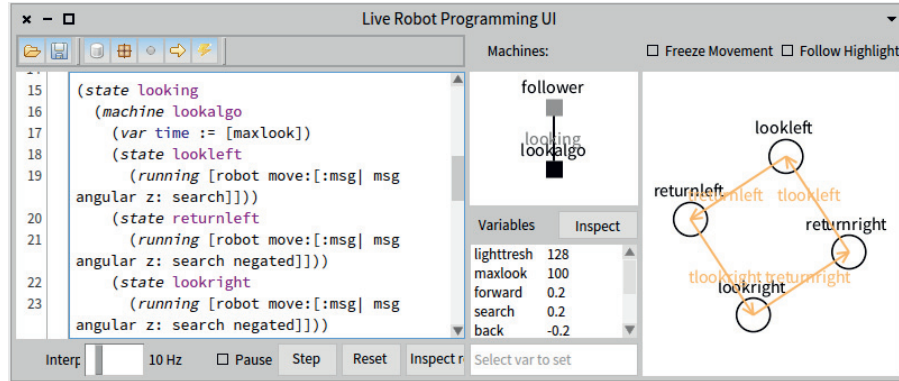 Live Robot Programming UI
Machines:
Freeze Movement
Follow Highlight
15 (state looking
16 (machine lookalgo
17 (var time := [maxlook])
18 (state lookleft
19 (running [robot move:[:msg| msg
angular z: search]]))
20 (state returnleft
21 (running [robot move:[:msg| msg
angular z: search negated]]))
22 (state lookright
23 (running [robot move:[:msg| msg
angular z: search negated]]))
follower
looking
lookalgo
Variables
Inspect
lighttresh 128
maxlook 100
forward 0.2
search 0.2
back -0.2
Select var to set
lookleft
returnleft
treturnleft
tlookleft
returnright
tlookright
treturnright
lookright
Interp
10 Hz
Pause
Step
Reset
Inspect r